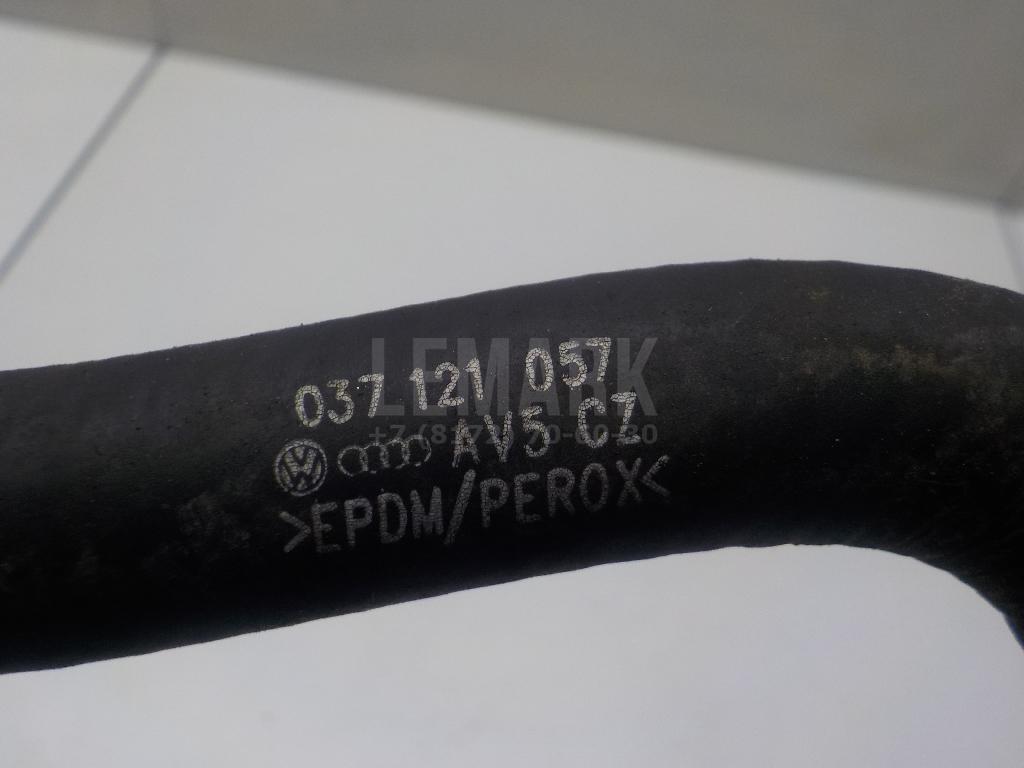 037 121 057
AV5 CZ
>EPDM/PEROX<
LEMARK